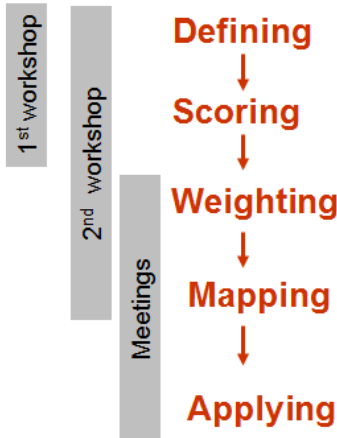 1st workshop
2nd workshop
Meetings
Defining
Scoring
Weighting
Mapping
Applying